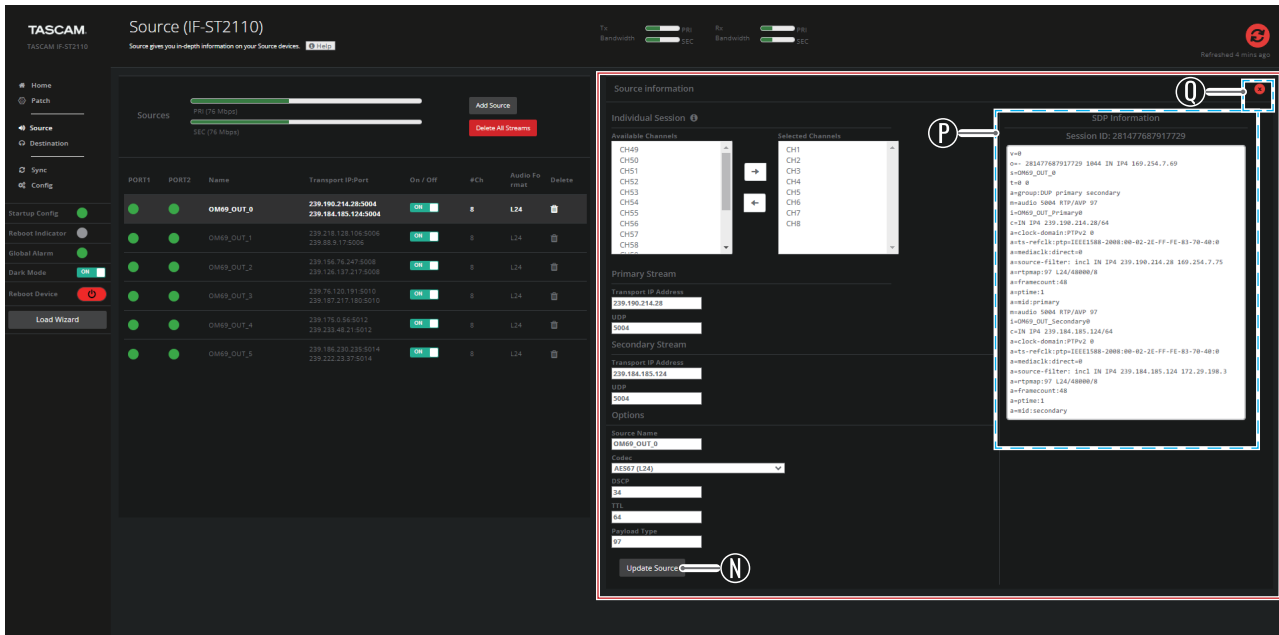 TASCAM.
TASCAM IF-ST2110
Source (IF-ST2110)
Source gives you in-depth information on your Source devices. Help
Tx
Bandwidth
PRI
SEC
Rx
Bandwidth
PRI
SEC
Refreshed 4 mins ago
Home
Patch
Source
Destination
Sync
Config
Startup Config
Reboot Indicator
Global Alarm
Dark Mode ON
Reboot Device
Load Wizard
Sources
PRI (76 Mbps)
SEC (76 Mbps)
Add Source
Delete All Streams
PORT1 PORT2 Name Transport IP:Port On / Off #Ch Audio Fo
rmat Delete
OM69_OUT_0 239.190.214.28:5004
239.184.185.124:5004 ON 8 L24
OM69_OUT_1 239.218.128.106:5006
239.88.9.17:5006 ON 8 L24
OM69_OUT_2 239.156.76.247:5008
239.126.137.217:5008 ON 8 L24
OM69_OUT_3 239.76.120.191:5010
239.187.217.180:5010 ON 8 L24
OM69_OUT_4 239.175.0.56:5012
239.233.48.21:5012 ON 8 L24
OM69_OUT_5 239.186.230.235:5014
239.222.23.37:5014 ON 8 L24
Source information
Individual Session
Available Channels
CH49
CH50
CH51
CH52
CH53
CH54
CH55
CH56
CH57
CH58
Selected Channels
CH1
CH2
CH3
CH4
CH5
CH6
CH7
CH8
Primary Stream
Transport IP Address
239.190.214.28
UDP
5004
Secondary Stream
Transport IP Address
239.184.185.124
UDP
5004
Options
Source Name
OM69_OUT_0
Codec
AES67 (L24)
DSCP
34
TTL
64
Payload Type
97
Update Source
N
P
Q
SDP Information
Session ID: 281477687917729
v=0
o=- 281477687917729 1044 IN IP4 169.254.7.69
s=OM69_OUT_0
t=0 0
a=group:DUP primary secondary
m=audio 5004 RTP/AVP 97
i=OM69_OUT_Primary0
c=IN IP4 239.190.214.28/64
a=clock-domain:PTPv2 0
a=ts-refclk:ptp=IEEE1588-2008:00-02-2E-FF-FE-83-70-40:0
a=mediaclk:direct=0
a=source-filter: incl IN IP4 239.190.214.28 169.254.7.75
a=rtpmap:97 L24/48000/8
a=framecount:48
a=ptime:1
a=mid:primary
m=audio 5004 RTP/AVP 97
i=OM69_OUT_Secondary0
c=IN IP4 239.184.185.124/64
a=clock-domain:PTPv2 0
a=ts-refclk:ptp=IEEE1588-2008:00-02-2E-FF-FE-83-70-40:0
a=mediaclk:direct=0
a=source-filter: incl IN IP4 239.184.185.124 172.29.198.3
a=rtpmap:97 L24/48000/8
a=framecount:48
a=ptime:1
a=mid:secondary